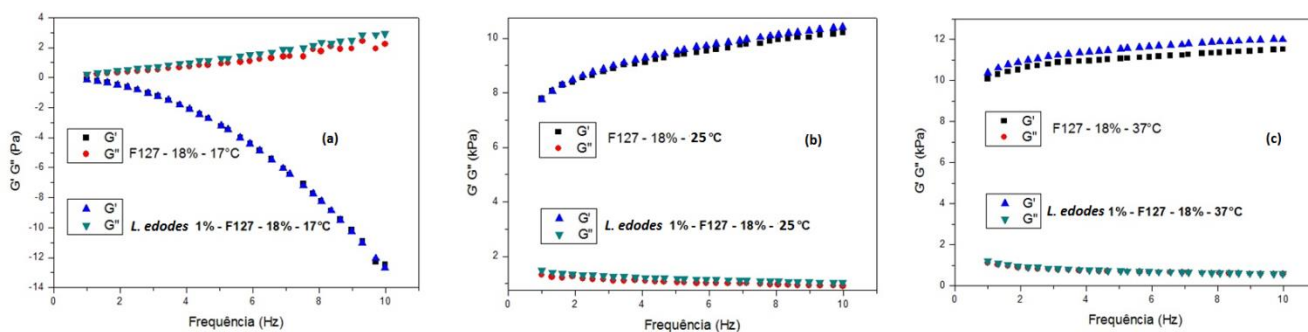 4
2
0
-2
-4
-6
-8
-10
-12
-14
G' G" (Pa)
(a)
G'
G" F127 - 18% - 17°C
G'
G" L. edodes 1% - F127 - 18% - 17°C
0 2 4 6 8 10
Frequência (Hz)
10
8
2
G' G" (kPa)
G'
G" F127 - 18% - 25°C
(b)
G'
G" L. edodes 1% - F127 - 18% - 25°C
0 2 4 6 8 10
Frequência (Hz)
12
10
8
6
4
2
0
G' G" (kPa)
G'
G" F127 - 18% - 37°C
(c)
G'
G" L. edodes 1% - F127 - 18% - 37°C
0 2 4 6 8 10
Frequência (Hz)